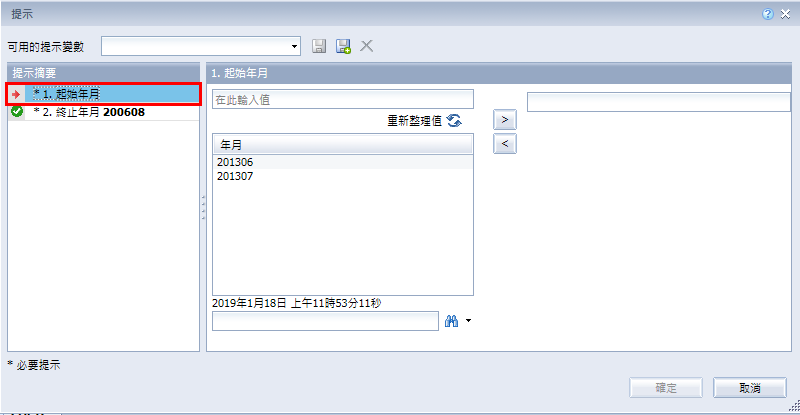 提示
可用的提示變數
提示摘要
* 1. 起始年月
* 2. 終止年月 200608
1. 起始年月
在此輸入值
重新整理值
>
<
年月
201306
201307
2019年1月18日 上午11時53分11秒
* 必要提示
確定
取消